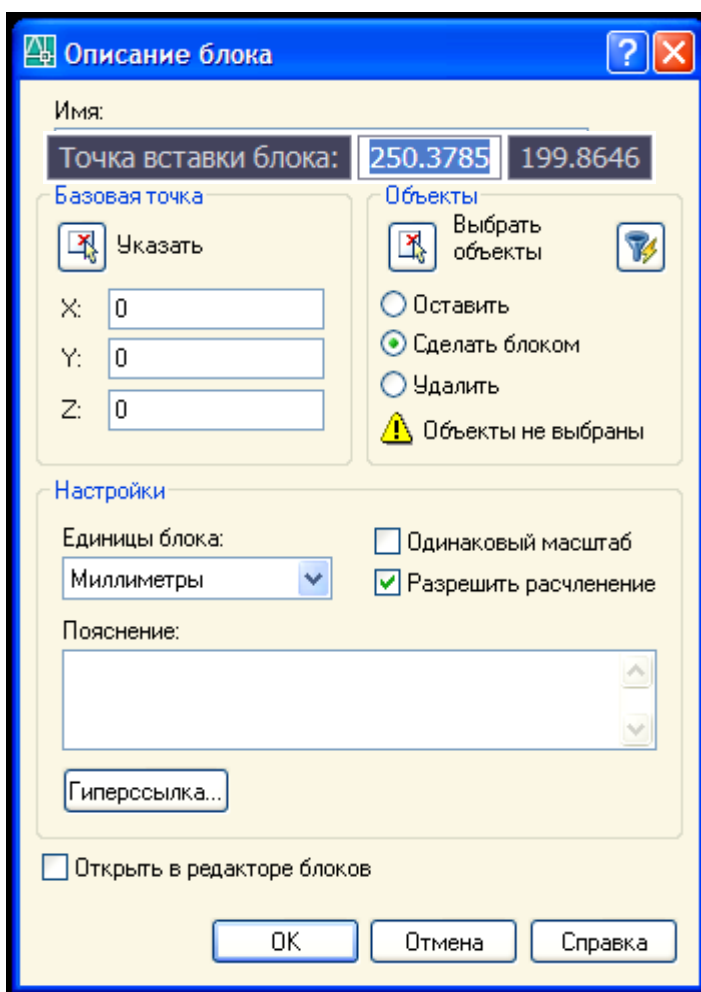 Описание блока
Имя:
Точка вставки блока: 250.3785 199.8646
Базовая точка
Указать
X: 0
Y: 0
Z: 0
Объекты
Выбрать
объекты
Оставить
Сделать блоком
Удалить
Объекты не выбраны
Настройки
Единицы блока:
Миллиметры
Одинаковый масштаб
Разрешить расчленение
Пояснение:
Гиперссылка...
Открыть в редакторе блоков
ОК Отмена Справка